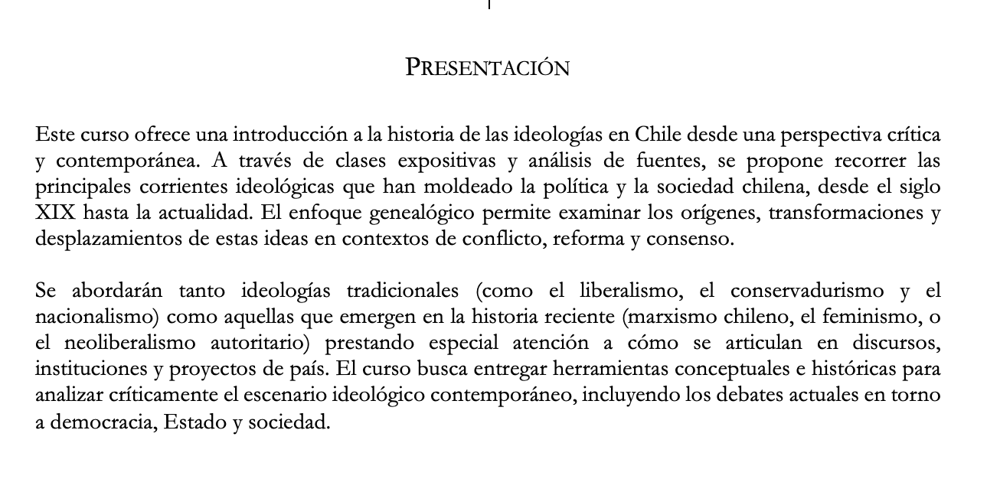 PRESENTACIÓN
Este curso ofrece una introducción a la historia de las ideologías en Chile desde una perspectiva crítica
y contemporánea. A través de clases expositivas y análisis de fuentes, se propone recorrer las
principales corrientes ideológicas que han moldeado la política y la sociedad chilena, desde el siglo
XIX hasta la actualidad. El enfoque genealógico permite examinar los orígenes, transformaciones y
desplazamientos de estas ideas en contextos de conflicto, reforma y consenso.
Se abordarán tanto ideologías tradicionales (como el liberalismo, el conservadurismo y el
nacionalismo) como aquellas que emergen en la historia reciente (marxismo chileno, el feminismo, o
el neoliberalismo autoritario) prestando especial atención a cómo se articulan en discursos,
instituciones y proyectos de país. El curso busca entregar herramientas conceptuales e históricas para
analizar críticamente el escenario ideológico contemporáneo, incluyendo los debates actuales en torno
a democracia, Estado y sociedad.